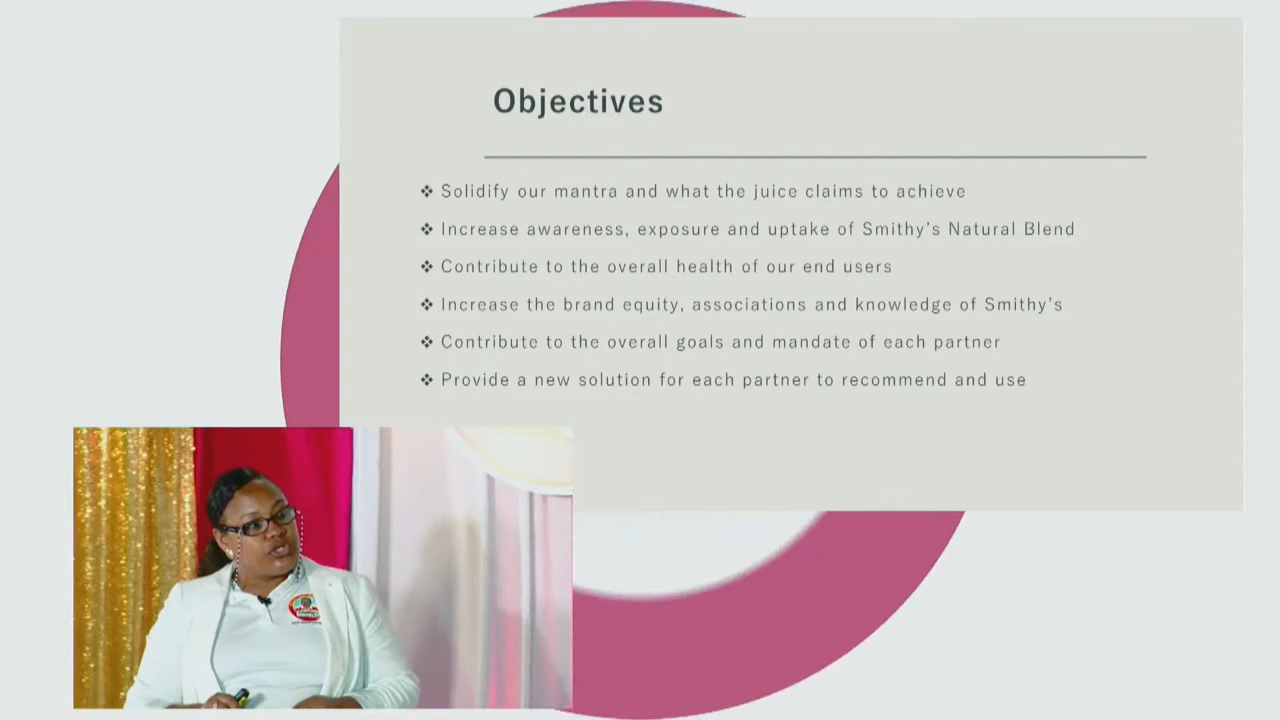 Objectives
❖ Solidify our mantra and what the juice claims to achieve
❖ Increase awareness, exposure and uptake of Smithy's Natural Blend
❖ Contribute to the overall health of our end users
❖ Increase the brand equity, associations and knowledge of Smithy's
❖ Contribute to the overall goals and mandate of each partner
❖ Provide a new solution for each partner to recommend and use